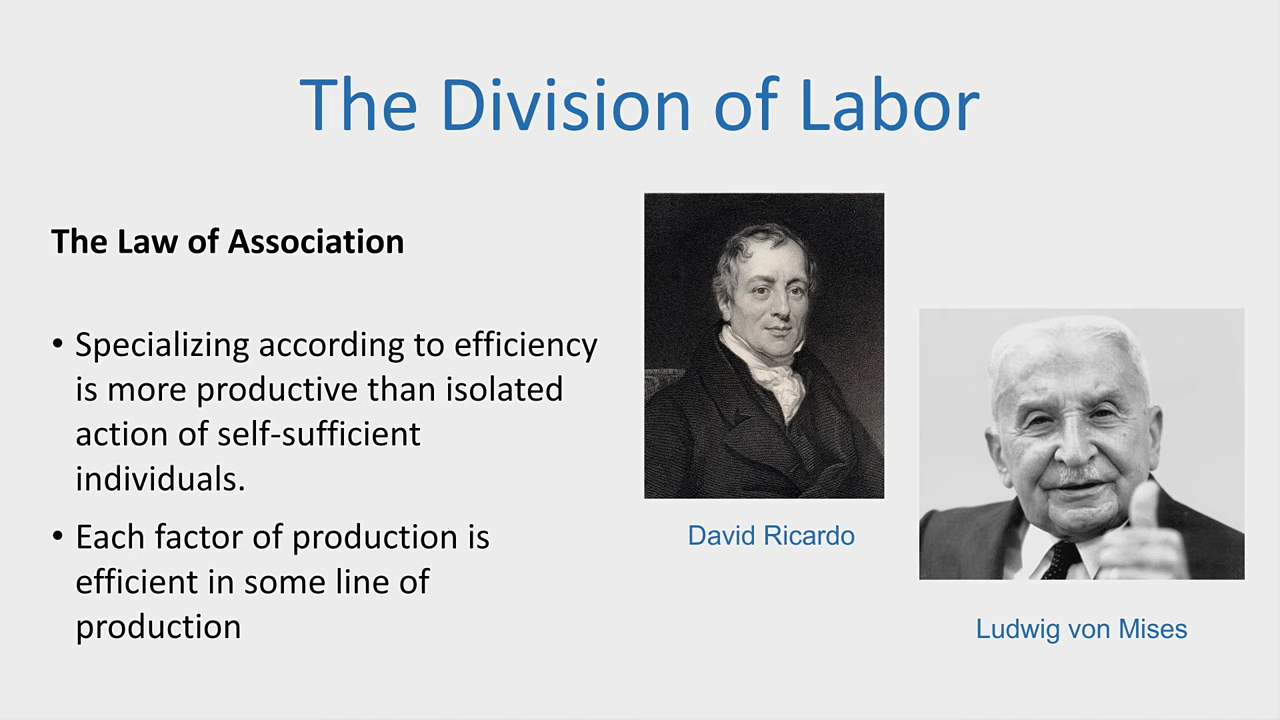 The Division of Labor
The Law of Association
• Specializing according to efficiency
is more productive than isolated
action of self-sufficient
individuals.
• Each factor of production is
efficient in some line of
production
David Ricardo
Ludwig von Mises